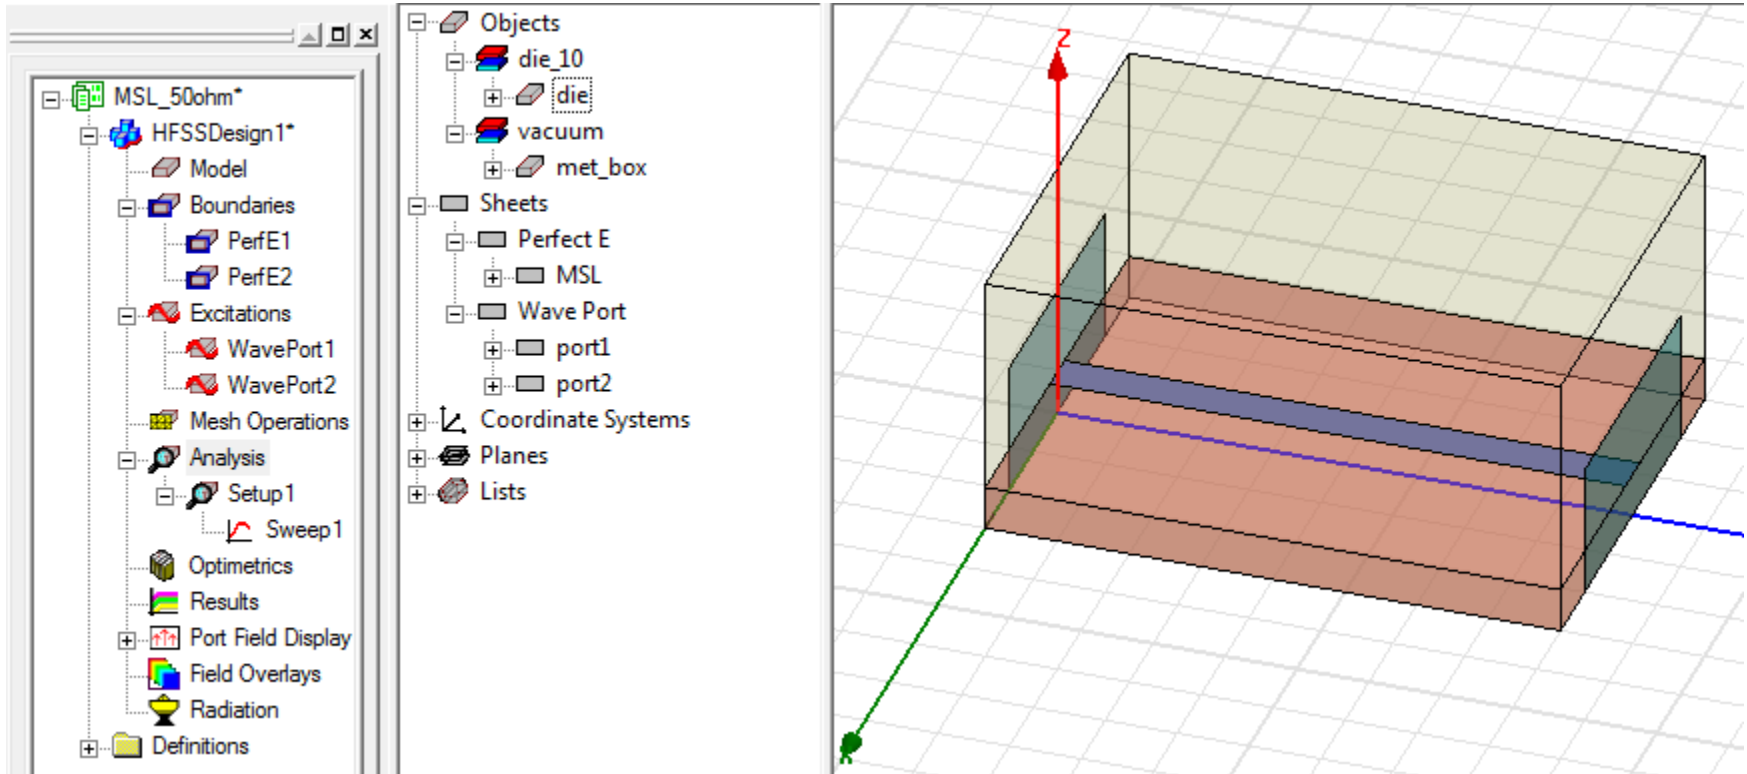 MSL_50ohm*
HFSSDesign1*
Model
Boundaries
PerfE1
PerfE2
Excitations
WavePort1
WavePort2
Mesh Operations
Analysis
Setup1
Sweep1
Optimetrics
Results
Port Field Display
Field Overlays
Radiation
Definitions
Objects
die_10
die
vacuum
met_box
Sheets
Perfect E
MSL
Wave Port
port1
port2
Coordinate Systems
Planes
Lists
Z